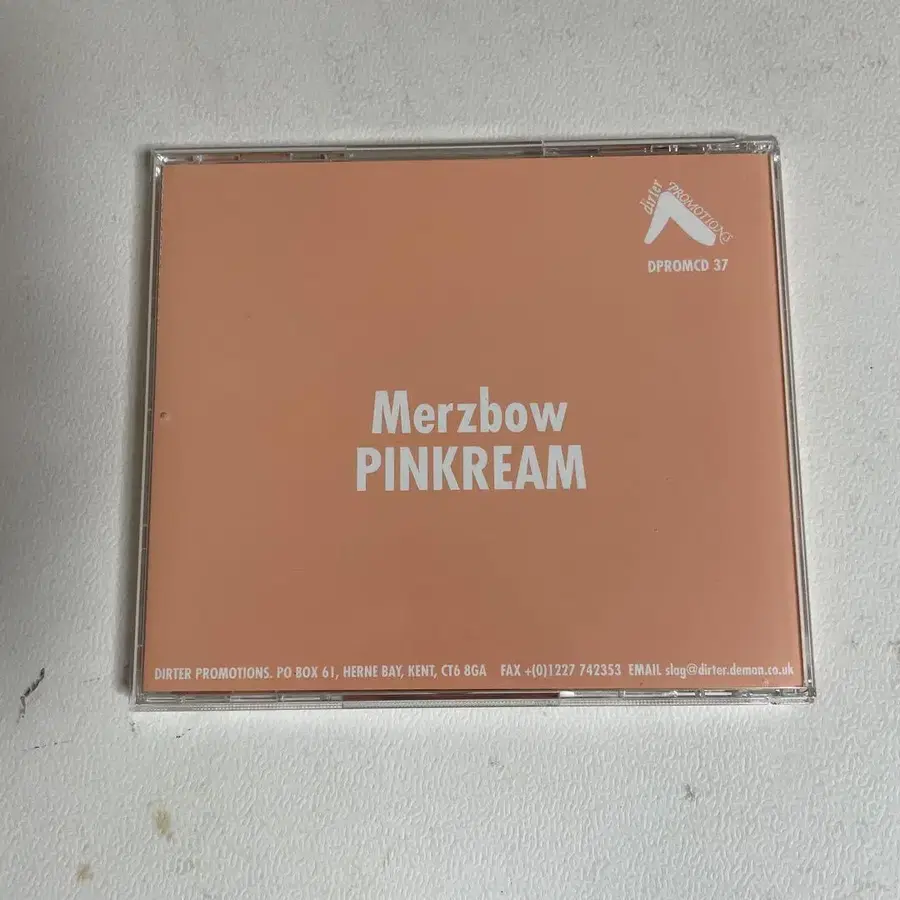 dirter PROMOTIONS
DPROMCD 37
Merzbow
PINKREAM
DIRTER PROMOTIONS. PO BOX 61, HERNE BAY, KENT, CT6 8GA FAX +(0)1227 742353 EMAIL slag@dirter.demon.co.uk